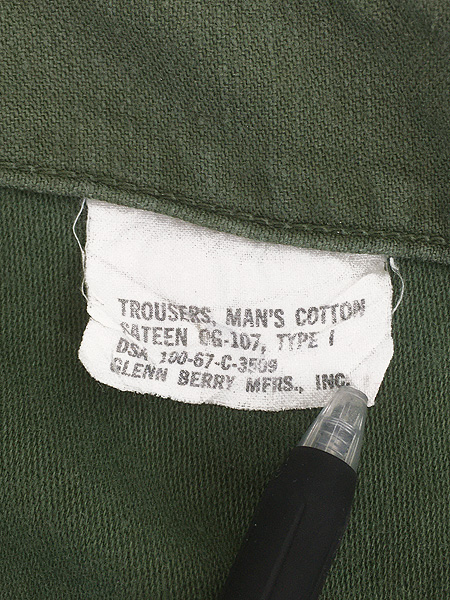 TROUSERS, MAN'S COTTON
SATEEN OG-107, TYPE I
DSA 100-67-C-3509
GLENN BERRY MFRS., INC.